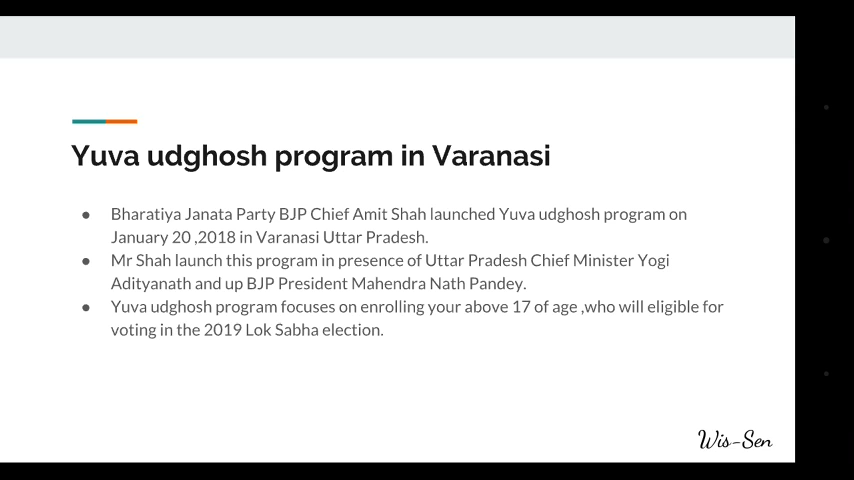 Yuva udghosh program in Varanasi
● Bharatiya Janata Party BJP Chief Amit Shah launched Yuva udghosh program on
January 20 ,2018 in Varanasi Uttar Pradesh.
● Mr Shah launch this program in presence of Uttar Pradesh Chief Minister Yogi
Adityanath and up BJP President Mahendra Nath Pandey.
● Yuva udghosh program focuses on enrolling your above 17 of age ,who will eligible for
voting in the 2019 Lok Sabha election.
Wis-Sen